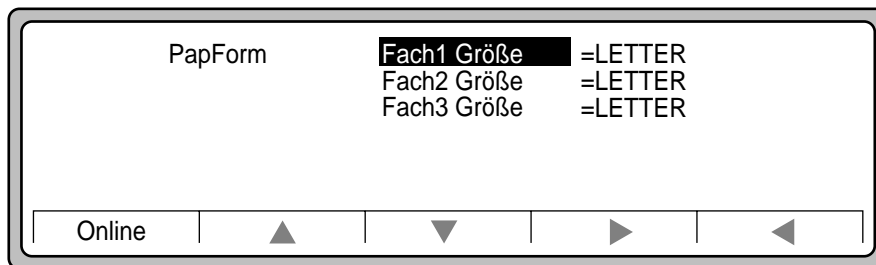 PapForm Fach1 Größe =LETTER
Fach2 Größe =LETTER
Fach3 Größe =LETTER
Online